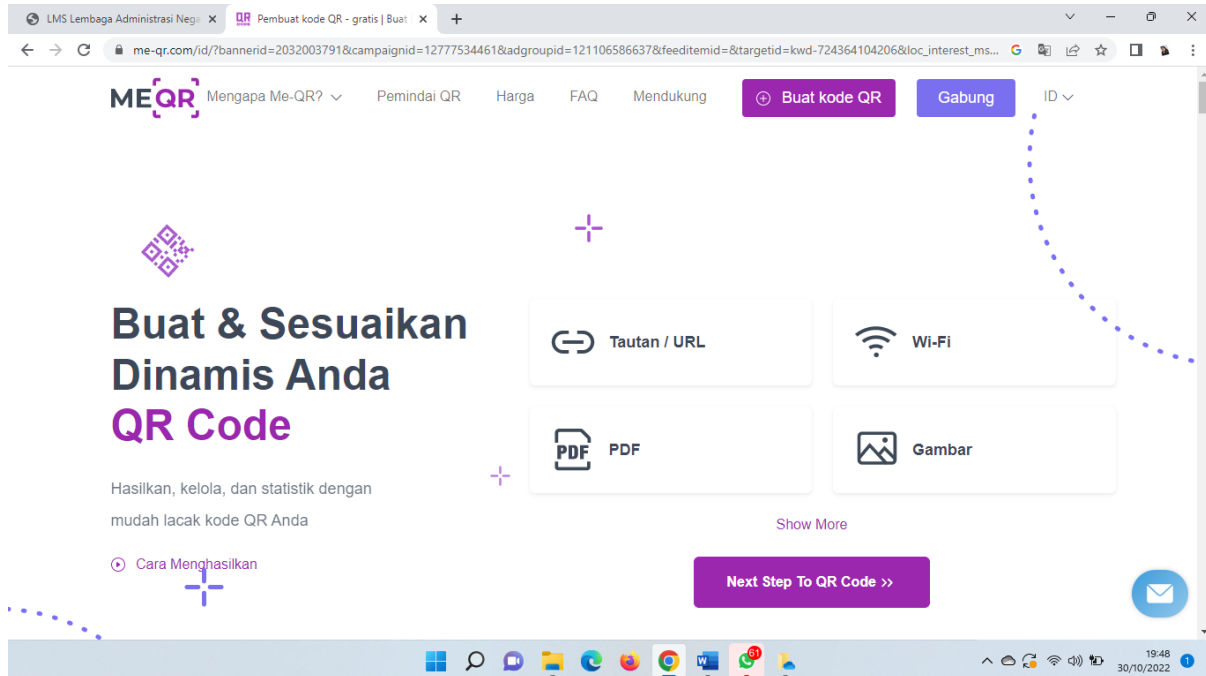 LMS Lembaga Administrasi Nega
QR Pembuat kode QR - gratis | Buat
me-qr.com/id/?bannerid=2032003791&campaignid=12777534461&adgroupid=121106586637&feeditemid=&targetid=kwd-724364104206&loc_interest_ms...
MEQR Mengapa Me-QR? Pemindai QR Harga FAQ Mendukung Buat kode QR Gabung ID
Buat & Sesuaikan
Dinamis Anda
QR Code
Hasilkan, kelola, dan statistik dengan
mudah lacak kode QR Anda
Cara Menghasilkan
Tautan / URL
Wi-Fi
PDF PDF
Gambar
Show More
Next Step To QR Code >>
61
19:48
30/10/2022
1